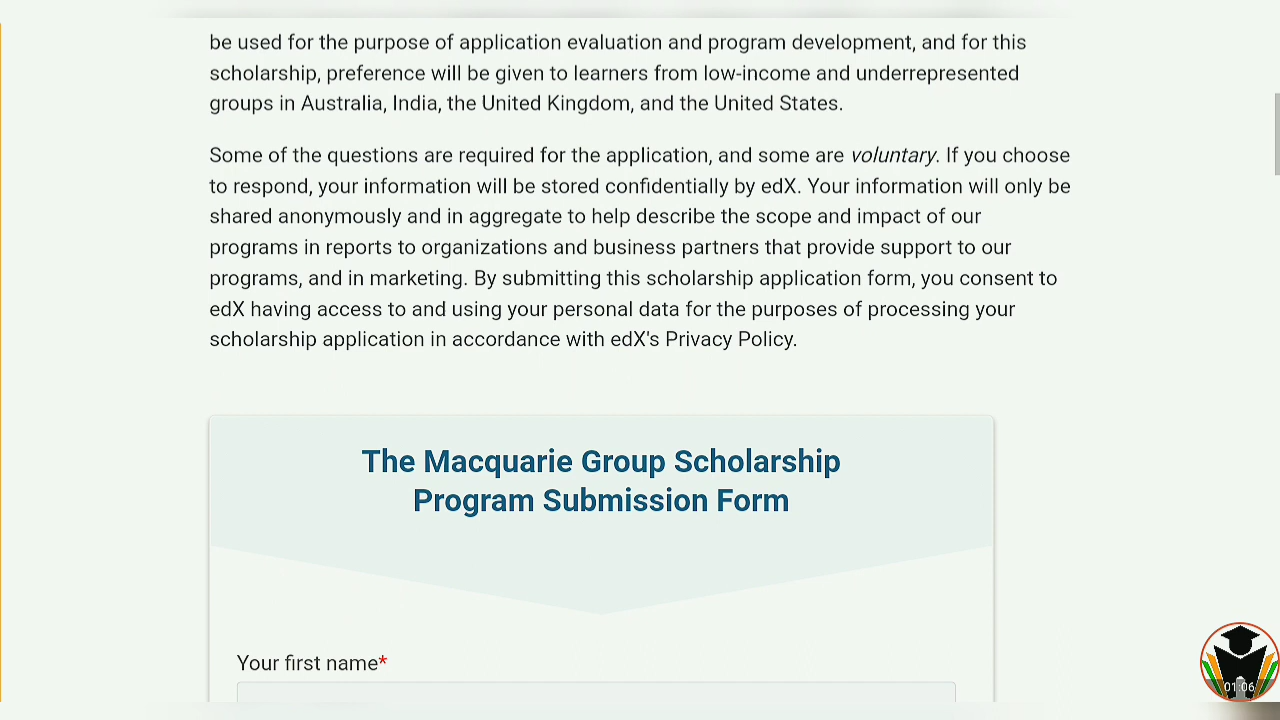 be used for the purpose of application evaluation and program development, and for this
scholarship, preference will be given to learners from low-income and underrepresented
groups in Australia, India, the United Kingdom, and the United States.
Some of the questions are required for the application, and some are voluntary. If you choose
to respond, your information will be stored confidentially by edX. Your information will only be
shared anonymously and in aggregate to help describe the scope and impact of our
programs in reports to organizations and business partners that provide support to our
programs, and in marketing. By submitting this scholarship application form, you consent to
edX having access to and using your personal data for the purposes of processing your
scholarship application in accordance with edX's Privacy Policy.
The Macquarie Group Scholarship
Program Submission Form
Your first name*
01:06